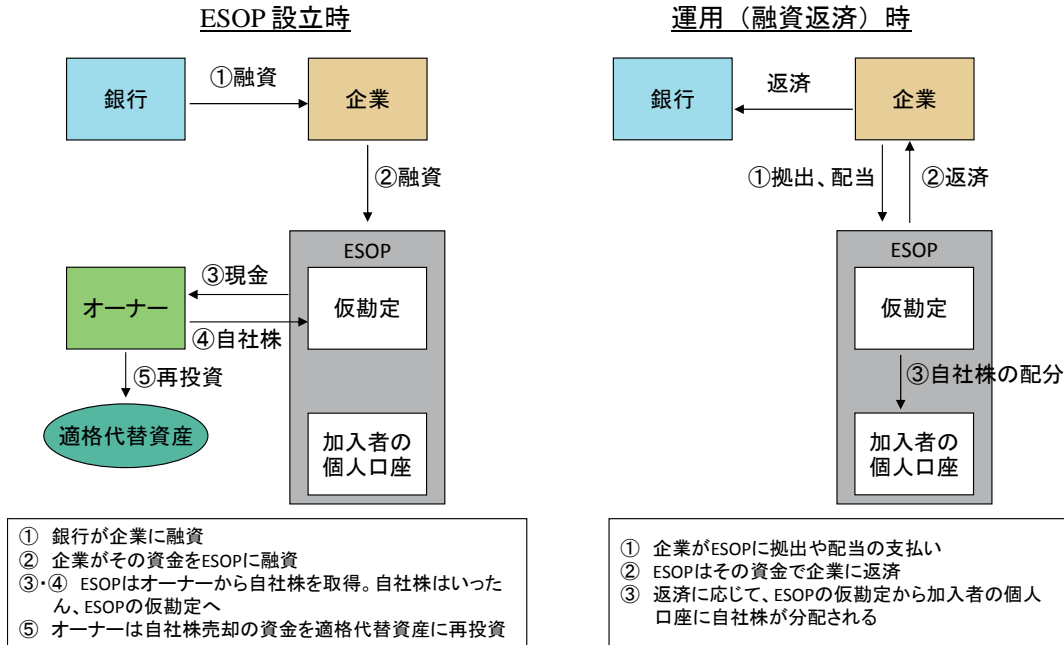 ESOP 設立時
銀行
①融資
企業
②融資
ESOP
オーナー
③現金
④自社株
仮勘定
⑤再投資
適格代替資産
加入者の
個人口座
① 銀行が企業に融資
② 企業がその資金をESOPに融資
③・④ ESOPはオーナーから自社株を取得。自社株はいった
ん、ESOPの仮勘定へ
⑤ オーナーは自社株売却の資金を適格代替資産に再投資
運用（融資返済）時
銀行
返済
企業
①拠出、配当
②返済
ESOP
仮勘定
③自社株の配分
加入者の
個人口座
① 企業がESOPに拠出や配当の支払い
② ESOPはその資金で企業に返済
③ 返済に応じて、ESOPの仮勘定から加入者の個人
口座に自社株が分配される